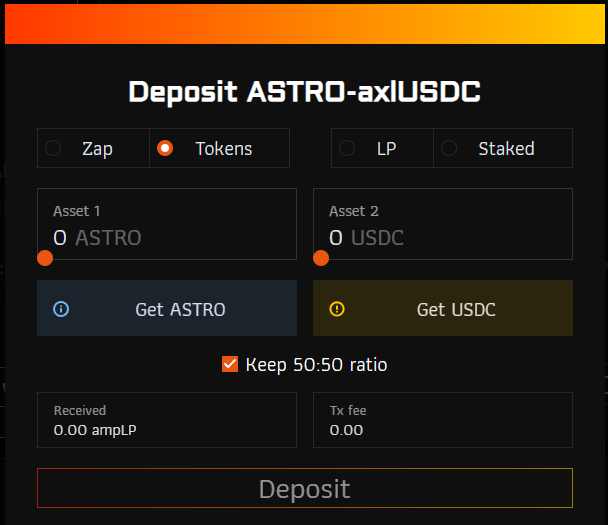 Deposit ASTRO-axlUSDC
Zap Tokens LP Staked
Asset 1 Asset 2
0 ASTRO 0 USDC
Get ASTRO Get USDC
Keep 50:50 ratio
Received Tx fee
0.00 ampLP 0.00
Deposit